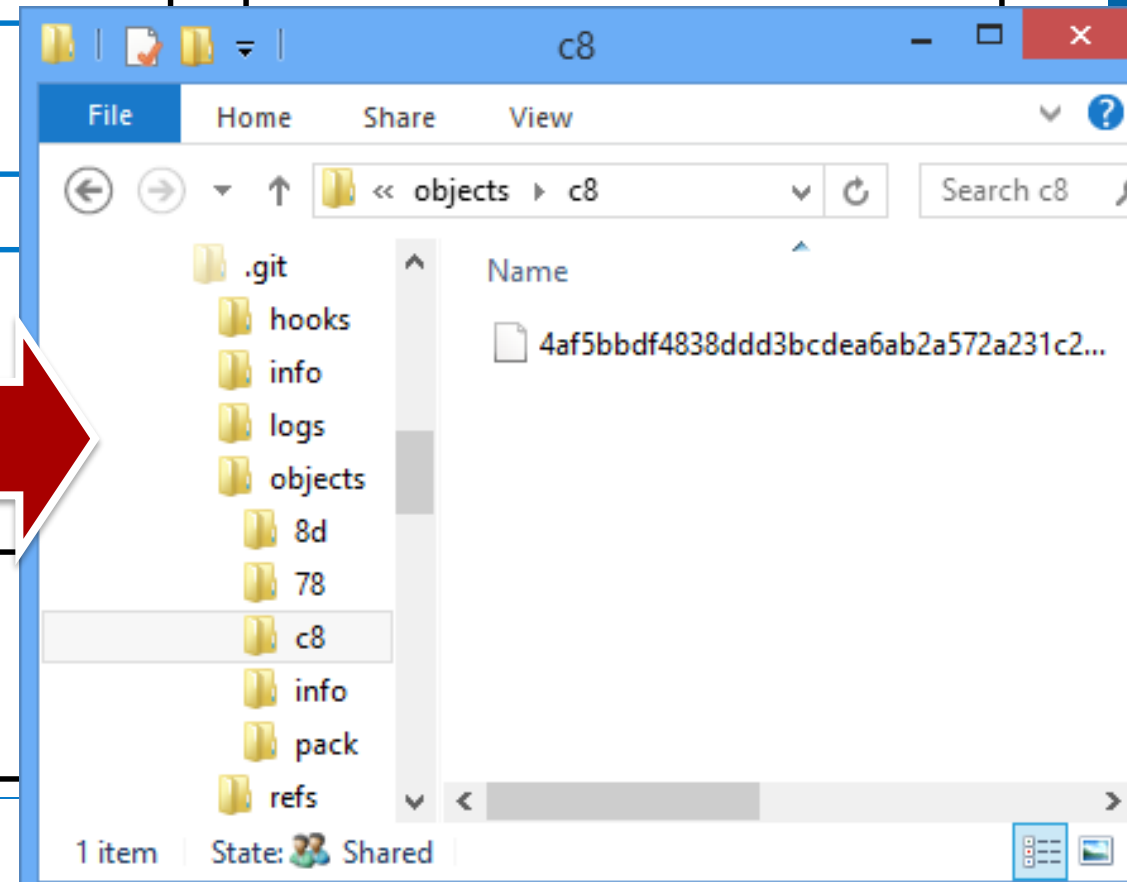 c8
File Home Share View
« objects c8 Search c8
.git
Name
hooks
4af5bbdf4838ddd3bcdea6ab2a572a231c2...
info
logs
objects
8d
78
c8
info
pack
refs
1 item State: Shared